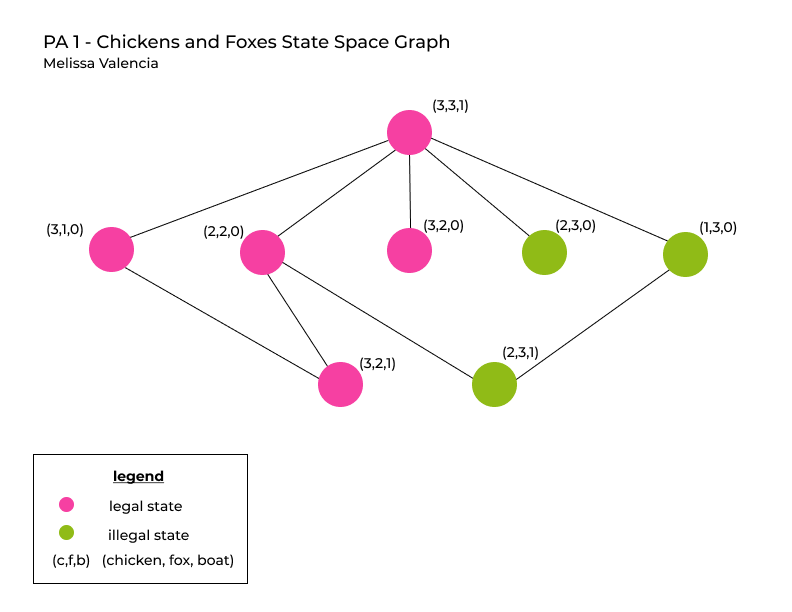 PA 1 - Chickens and Foxes State Space Graph
Melissa Valencia
(3,3,1)
(3,1,0)
(2,2,0)
(3,2,0)
(2,3,0)
(1,3,0)
(3,2,1)
(2,3,1)
legend
legal state
illegal state
(c,f,b) (chicken, fox, boat)